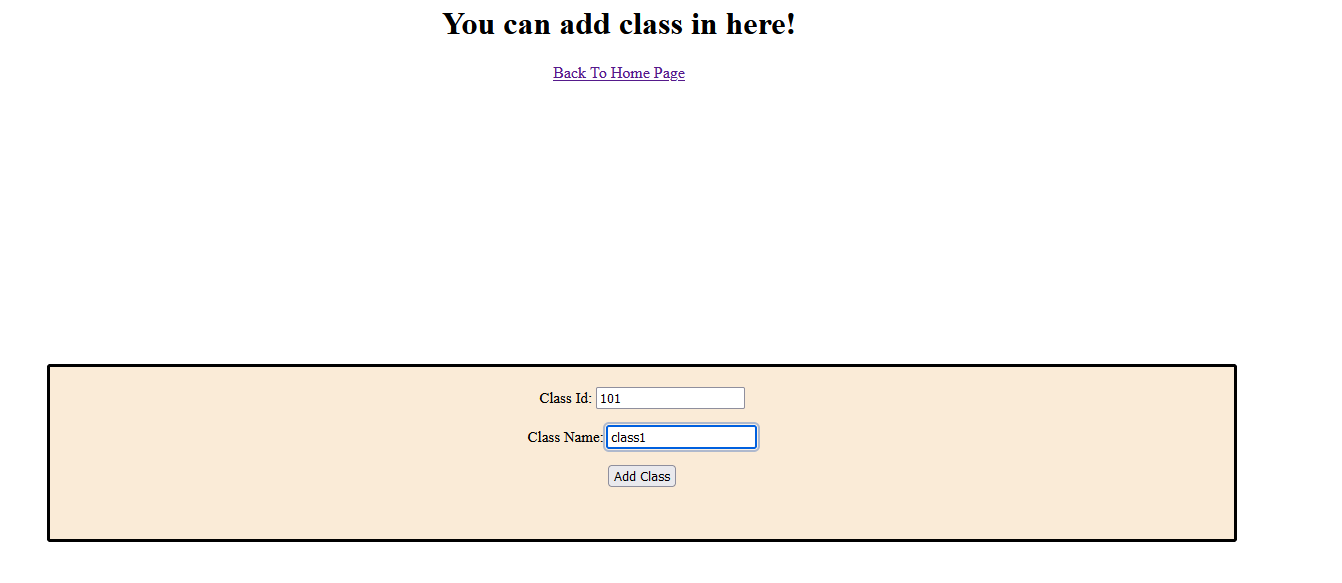 You can add class in here!
Back To Home Page
Class Id: 101
Class Name: class1
Add Class